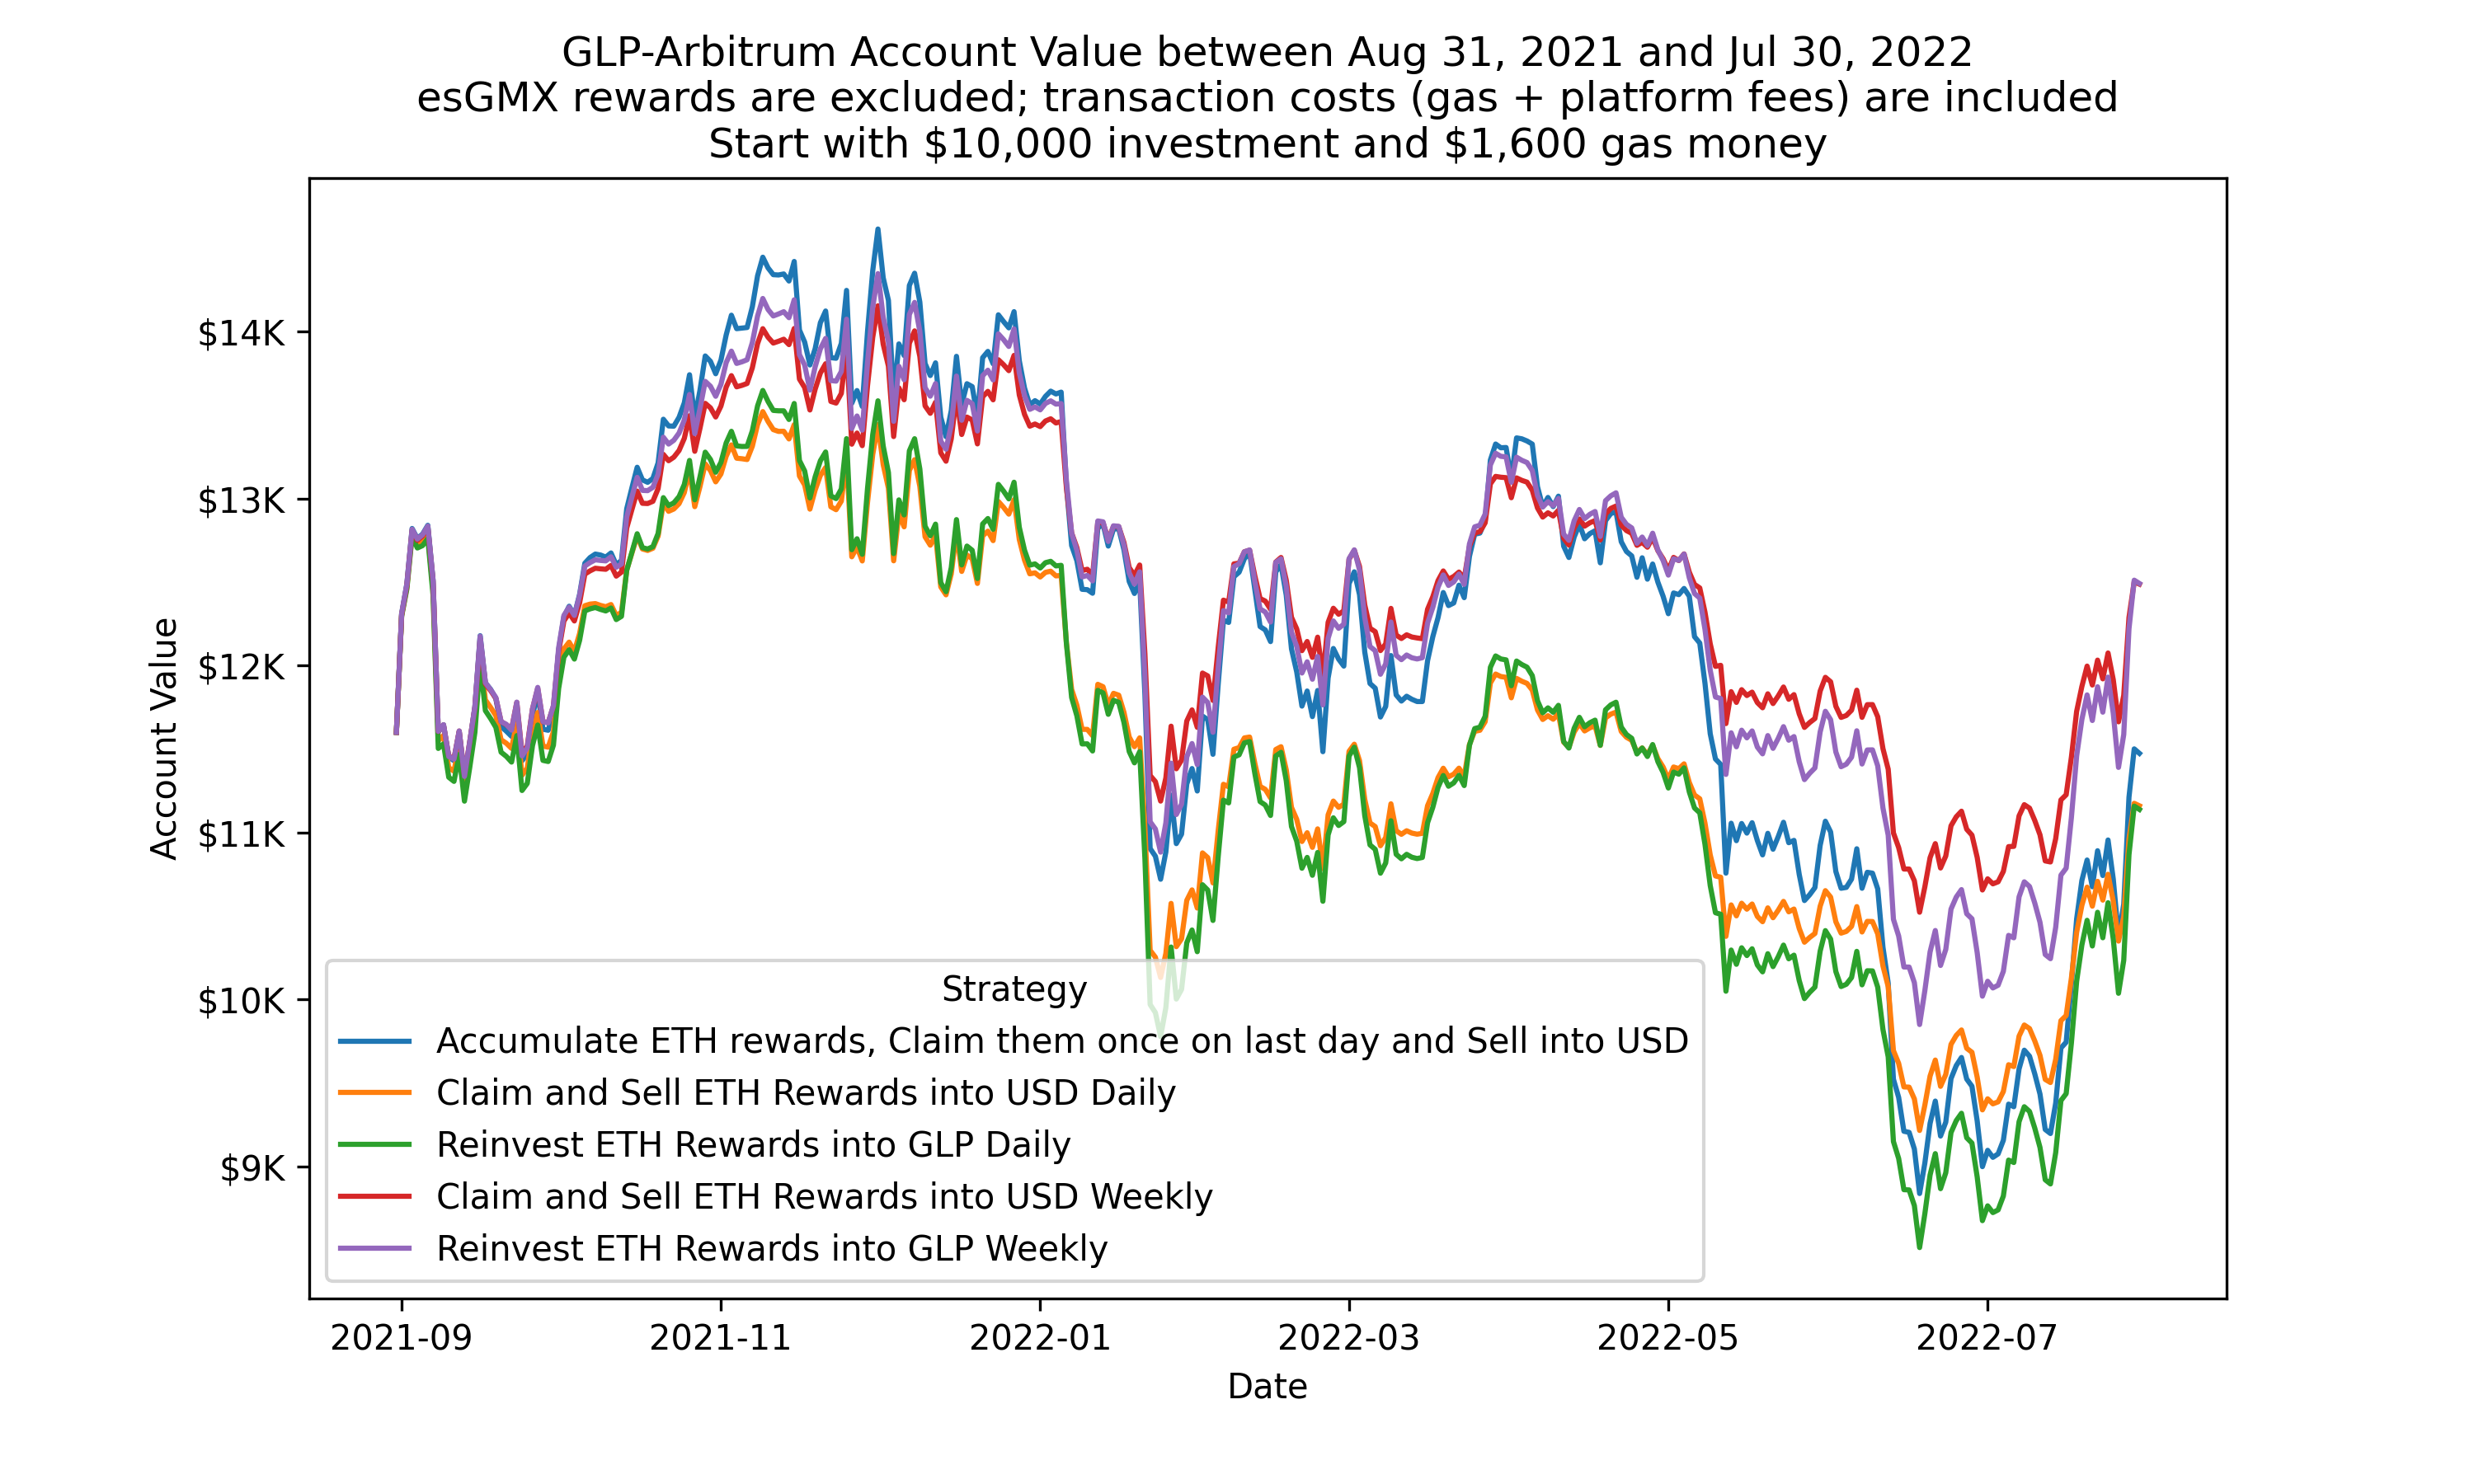 GLP-Arbitrum Account Value between Aug 31, 2021 and Jul 30, 2022
esGMX rewards are excluded; transaction costs (gas + platform fees) are included
Start with $10,000 investment and $1,600 gas money
Account Value
$14K
$13K
$12K
$11K
$10K
$9K
Strategy
Accumulate ETH rewards, Claim them once on last day and Sell into USD
Claim and Sell ETH Rewards into USD Daily
Reinvest ETH Rewards into GLP Daily
Claim and Sell ETH Rewards into USD Weekly
Reinvest ETH Rewards into GLP Weekly
2021-09
2021-11
2022-01
2022-03
2022-05
2022-07
Date